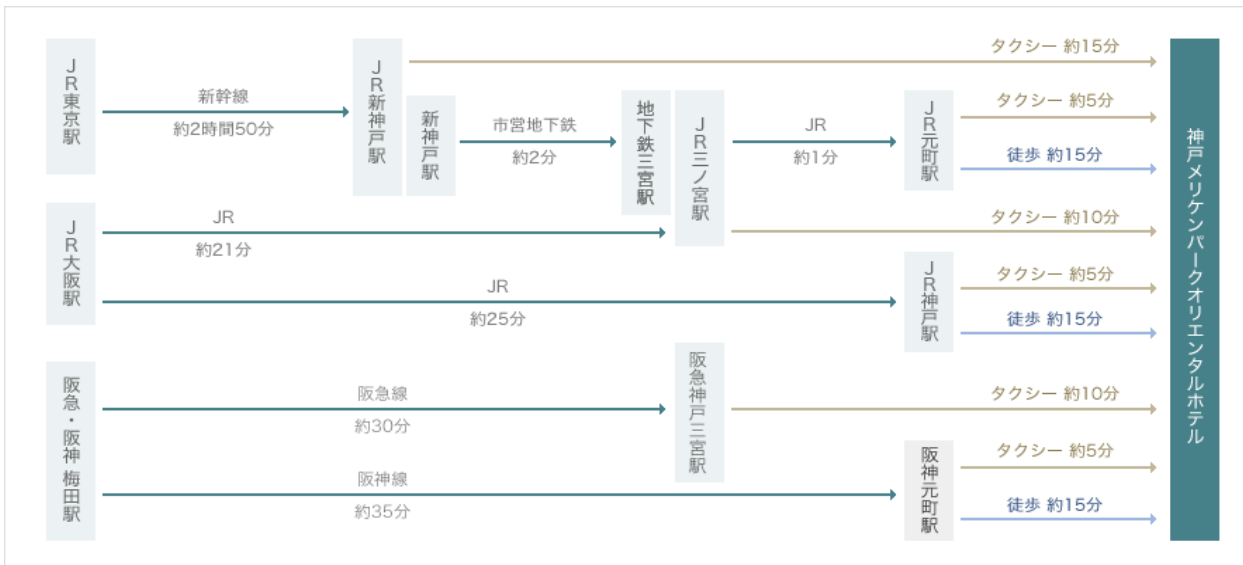 JR東京駅
新幹線
約2時間50分
JR新神戸駅
タクシー 約15分
新神戸駅
市営地下鉄
約2分
地下鉄三宮駅
JR三ノ宮駅
JR
約1分
JR元町駅
タクシー 約5分
徒歩 約15分
JR大阪駅
JR
約21分
タクシー 約10分
JR
約25分
JR神戸駅
タクシー 約5分
徒歩 約15分
阪急・阪神 梅田駅
阪急線
約30分
阪急神戸三宮駅
タクシー 約10分
阪神線
約35分
阪神元町駅
タクシー 約5分
徒歩 約15分
神戸メリケンパークオリエンタルホテル